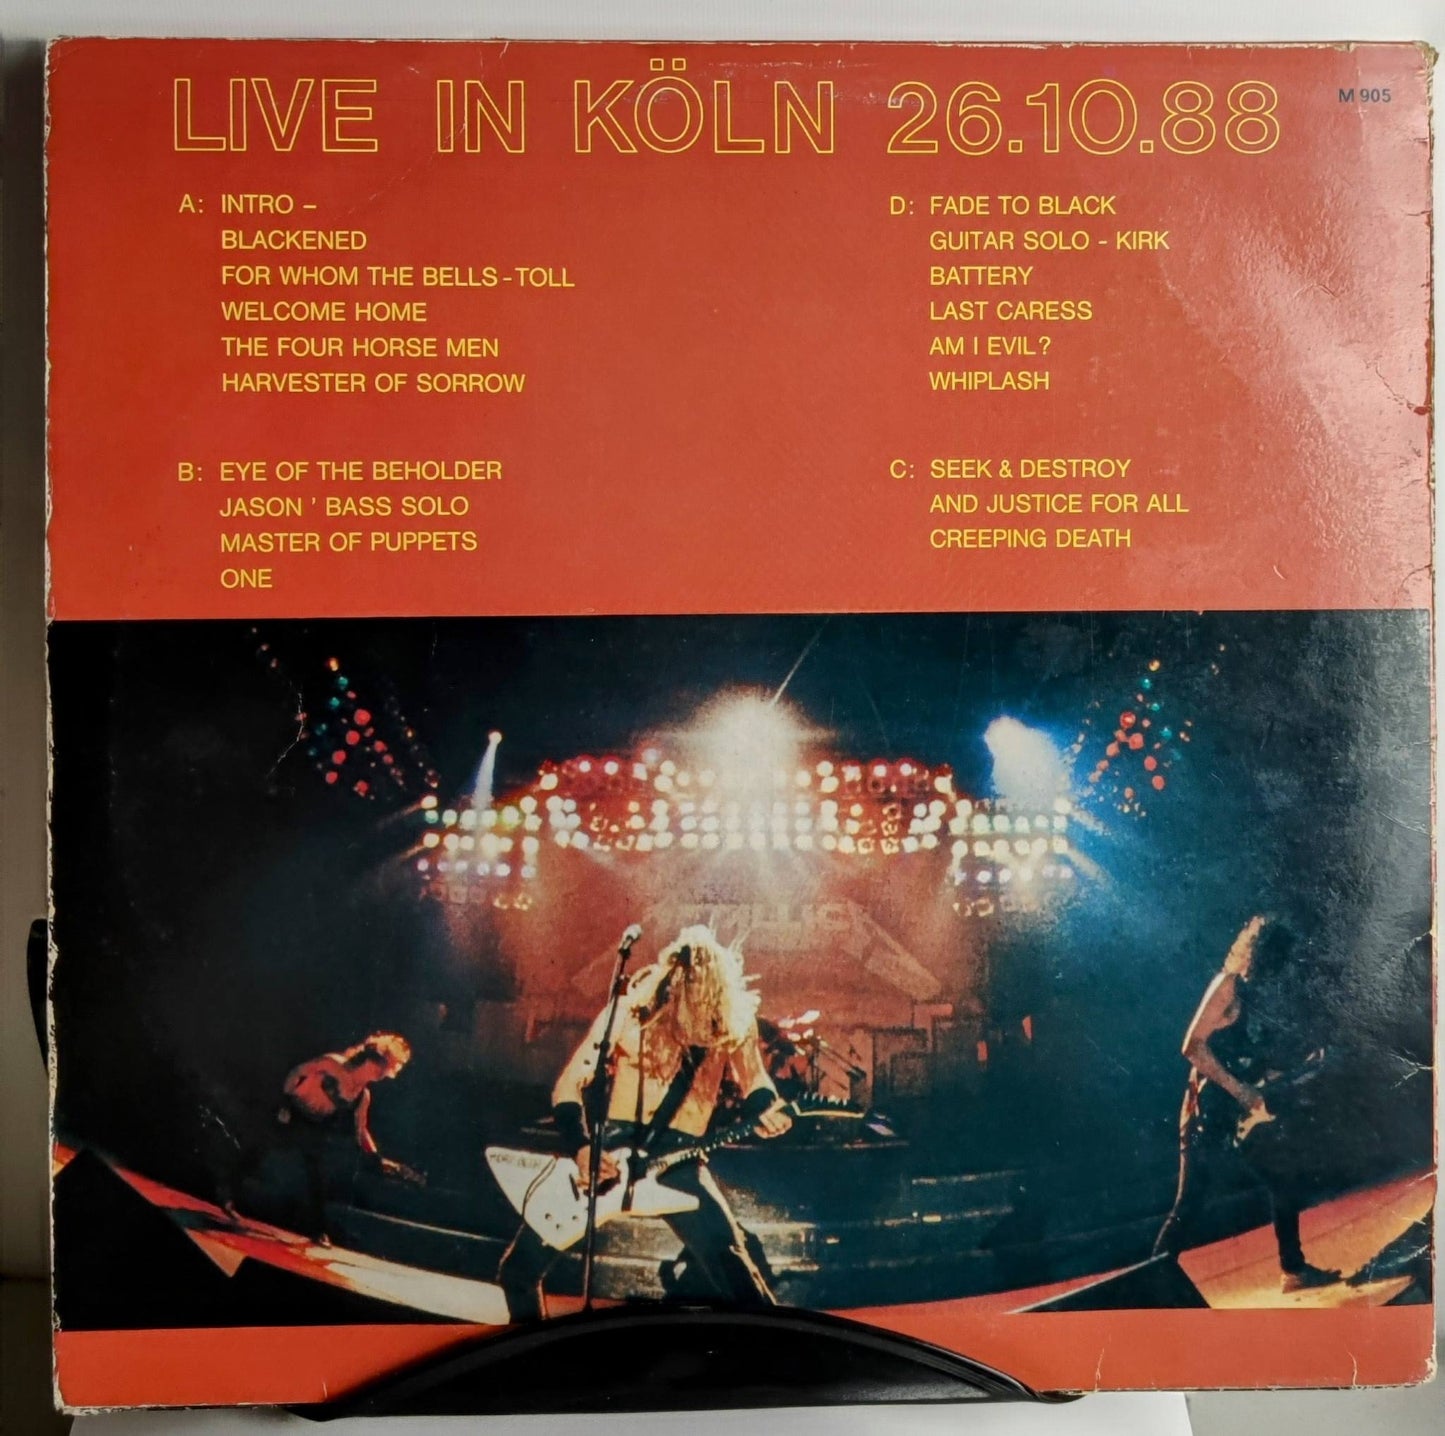 LIVE IN KÖLN 26.10.88
M 905
A: INTRO –
BLACKENED
FOR WHOM THE BELLS-TOLL
WELCOME HOME
THE FOUR HORSE MEN
HARVESTER OF SORROW
B: EYE OF THE BEHOLDER
JASON ' BASS SOLO
MASTER OF PUPPETS
ONE
D: FADE TO BLACK
GUITAR SOLO - KIRK
BATTERY
LAST CARESS
AM I EVIL?
WHIPLASH
C: SEEK & DESTROY
AND JUSTICE FOR ALL
CREEPING DEATH